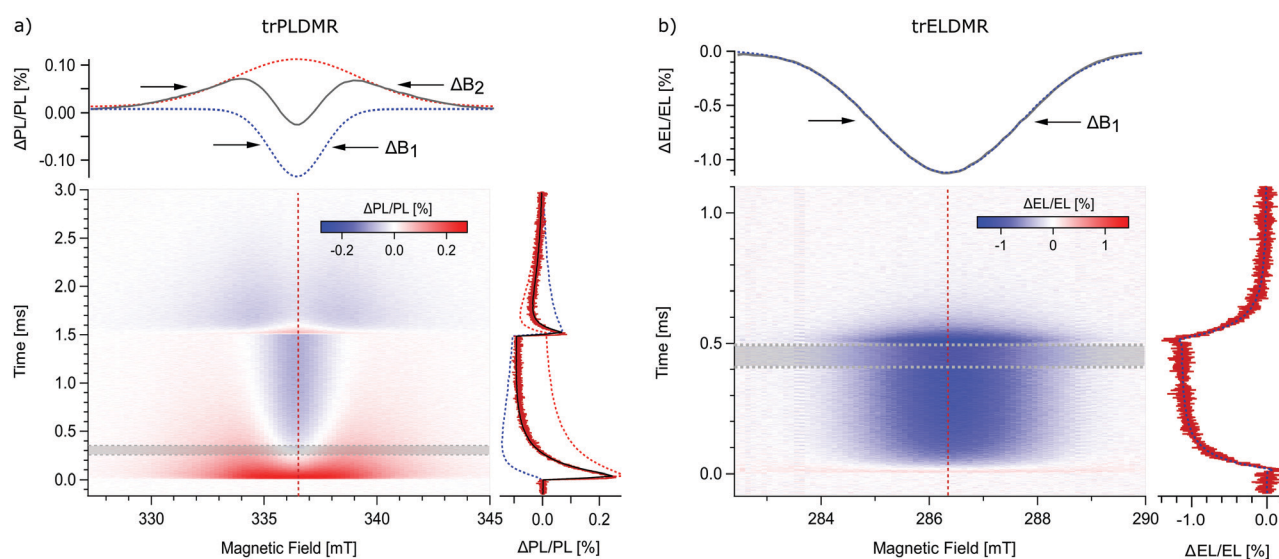 a)
trPLDMR
ΔPL/PL [%]
0.10
0.00
-0.10
ΔB2
ΔB1
Time [ms]
3.0
2.5
2.0
1.5
1.0
0.5
0.0
ΔPL/PL [%]
-0.2 0.0 0.2
330 335 340 345
Magnetic Field [mT]
0.0 0.2
ΔPL/PL [%]
b)
trELDMR
ΔEL/EL [%]
0.0
-0.5
-1.0
ΔB1
Time [ms]
1.0
0.5
0.0
ΔEL/EL [%]
-1 0 1
284 286 288 290
Magnetic Field [mT]
-1.0 0.0
ΔEL/EL [%]